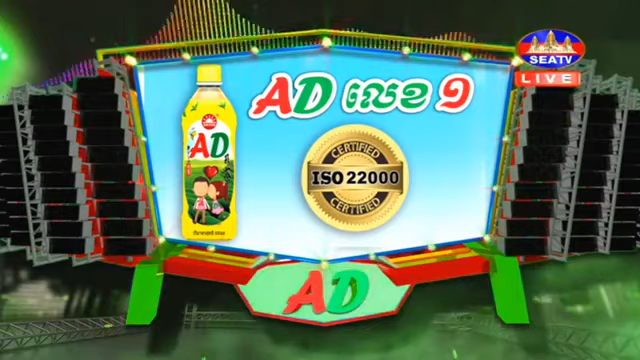 SEATV
LIVE
AD លេខ ១
AD
CERTIFIED
ISO 22000
CERTIFIED
AD